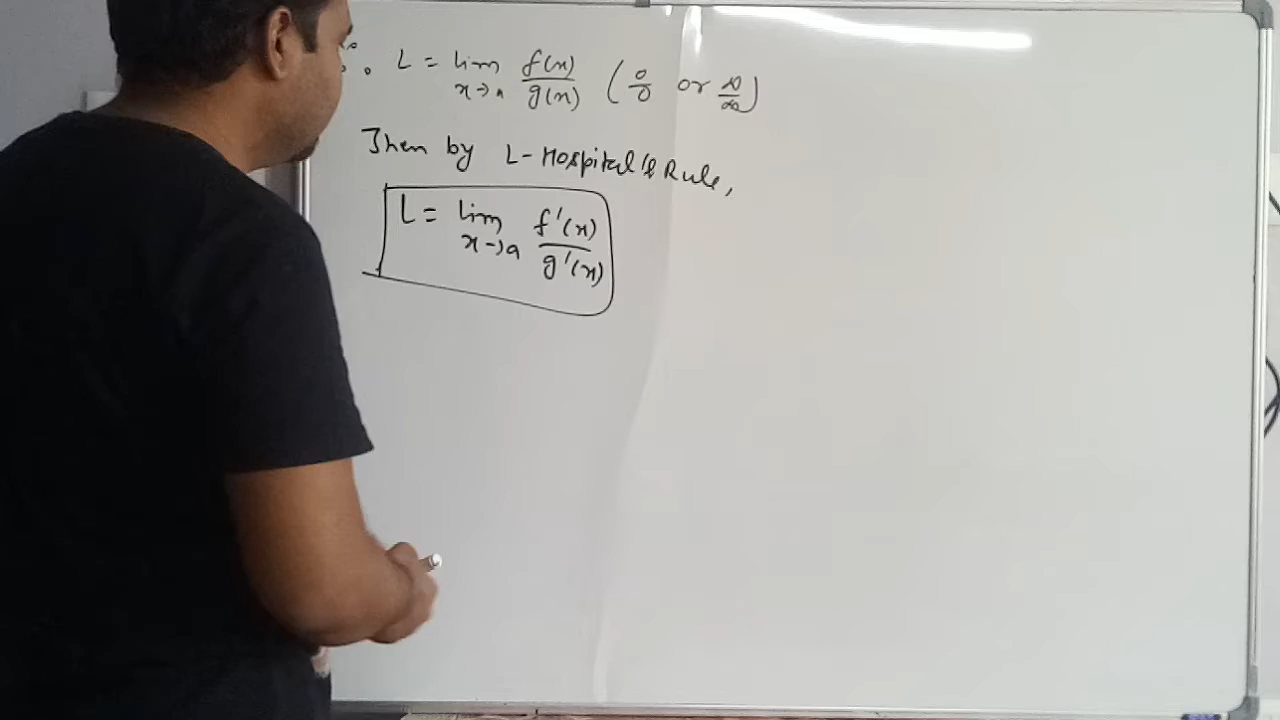 : . L = lim x→a f(x)/g(x) (0/0 or ∞/∞)
Then by L-Hospital's Rule,
L = lim x→a f'(x)/g'(x)